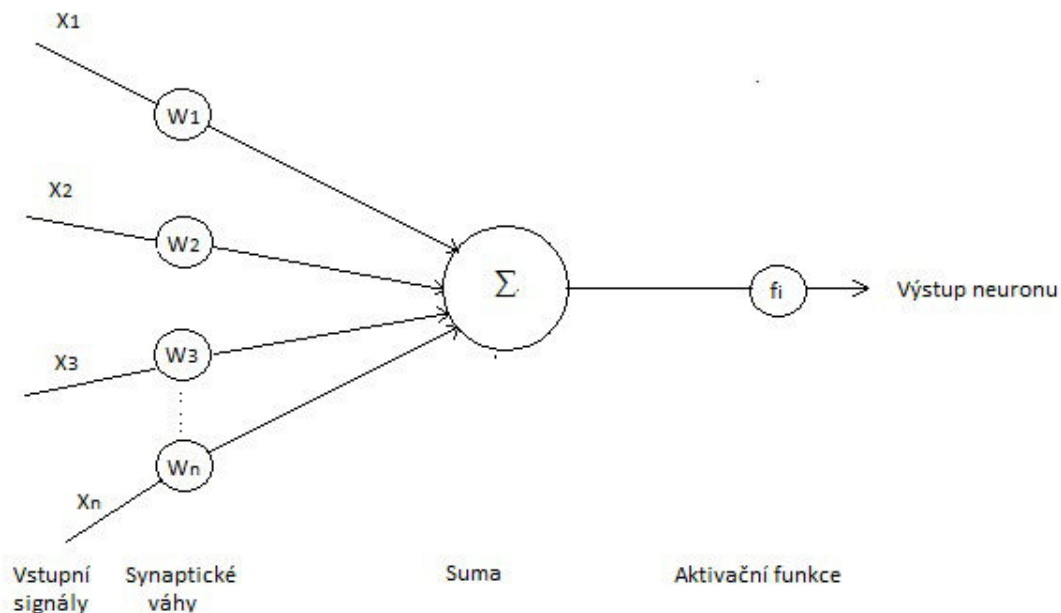 X1
W1
X2
W2
Σ
fi
Výstup neuronu
X3
W3
Wn
Xn
Vstupní
signály
Synaptické
váhy
Suma
Aktivační funkce